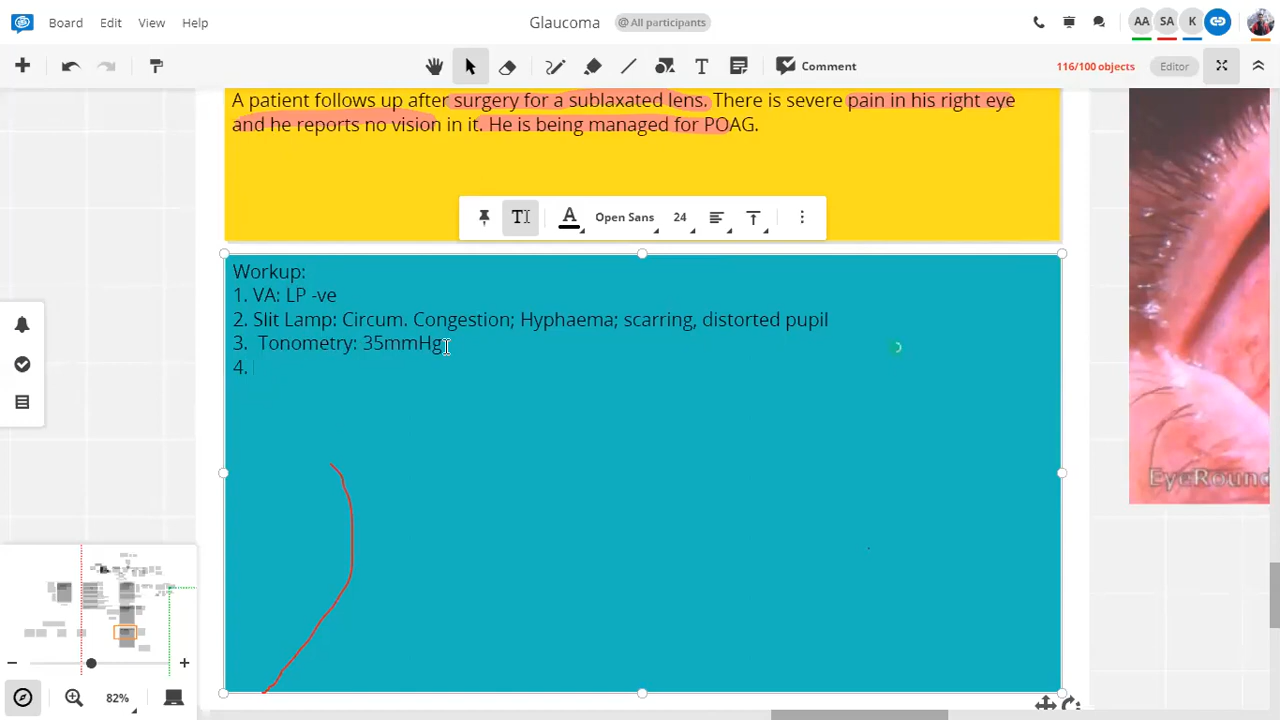 Board Edit View Help Glaucoma @ All participants AA SA K
Comment 116/100 objects Editor
A patient follows up after surgery for a sublaxated lens. There is severe pain in his right eye
and he reports no vision in it. He is being managed for POAG.
Open Sans 24
Workup:
1. VA: LP -ve
2. Slit Lamp: Circum. Congestion; Hyphaema; scarring, distorted pupil
3. Tonometry: 35mmHg
4.
EyeRound
82%